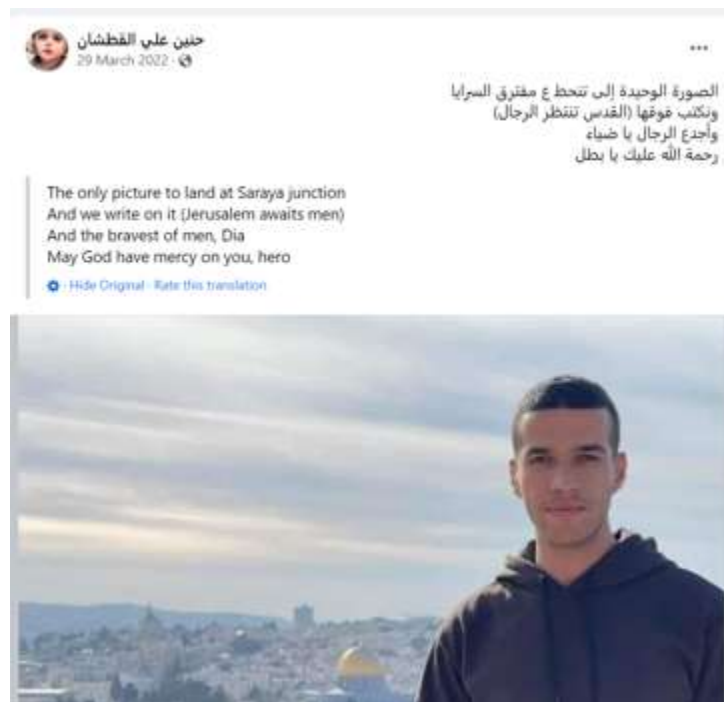 حنين علي القطشان
29 March 2022 ·
الصورة الوحيدة إلى تتحط ع مفترق السرايا
ونكتب فوقها (القدس تنتظر الرجال)
وأجدع الرجال يا ضياء
رحمة الله عليك يا بطل
The only picture to land at Saraya junction
And we write on it (Jerusalem awaits men)
And the bravest of men, Dia
May God have mercy on you, hero
· Hide Original · Rate this translation